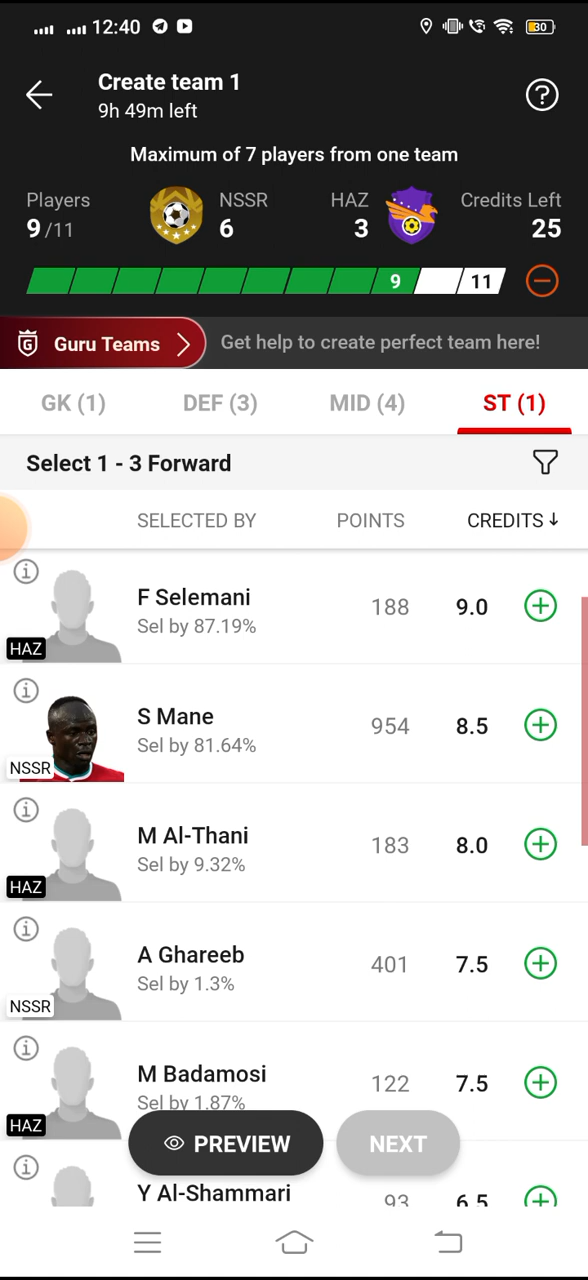 12:40 30
Create team 1
9h 49m left
Maximum of 7 players from one team
Players NSSR HAZ Credits Left
9/11 6 3 25
9 11
G Guru Teams Get help to create perfect team here!
GK (1) DEF (3) MID (4) ST (1)
Select 1 - 3 Forward
SELECTED BY POINTS CREDITS↓
F Selemani 188 9.0
Sel by 87.19%
HAZ
S Mane 954 8.5
Sel by 81.64%
NSSR
M Al-Thani 183 8.0
Sel by 9.32%
HAZ
A Ghareeb 401 7.5
Sel by 1.3%
NSSR
M Badamosi 122 7.5
Sel by 1.87%
HAZ
PREVIEW NEXT
Y Al-Shammari 93 6.5